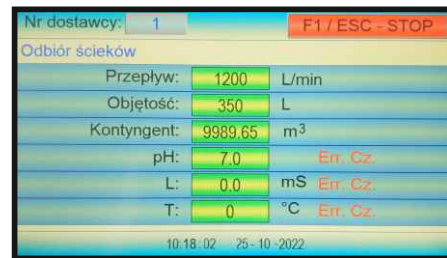 Nr dostawcy: 1 F1 / ESC - STOP
Odbiór ścieków
Przepływ: 1200 L/min
Objętość: 350 L
Kontyngent: 9989.65 m3
pH: 7.0 Err. Cz.
L: 0.0 mS Err. Cz.
T: 0 °C Err. Cz.
10:18:02 25-10-2022